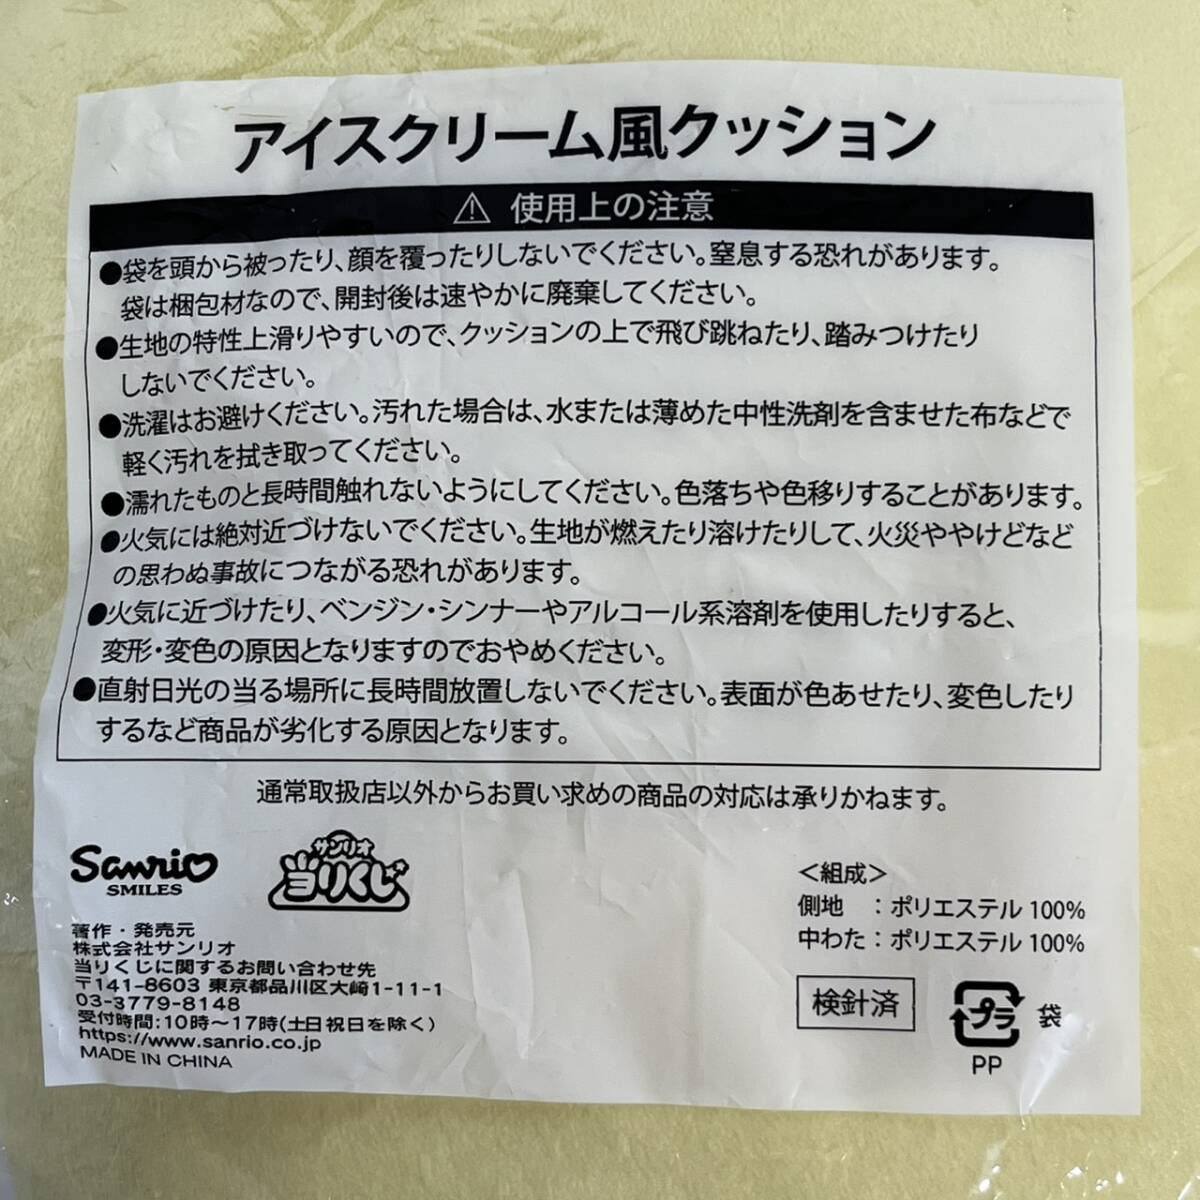 アイスクリーム風クッション
⚠ 使用上の注意
●袋を頭から被ったり、顔を覆ったりしないでください。窒息する恐れがあります。
袋は梱包材なので、開封後は速やかに廃棄してください。
●生地の特性上滑りやすいので、クッションの上で飛び跳ねたり、踏みつけたり
しないでください。
●洗濯はお避けください。汚れた場合は、水または薄めた中性洗剤を含ませた布などで
軽く汚れを拭き取ってください。
●濡れたものと長時間触れないようにしてください。色落ちや色移りすることがあります。
●火気には絶対近づけないでください。生地が燃えたり溶けたりして、火災ややけどなど
の思わぬ事故につながる恐れがあります。
●火気に近づけたり、ベンジン・シンナーやアルコール系溶剤を使用したりすると、
変形・変色の原因となりますのでおやめください。
●直射日光の当る場所に長時間放置しないでください。表面が色あせたり、変色したり
するなど商品が劣化する原因となります。
通常取扱店以外からお買い求めの商品の対応は承りかねます。
Sanrio
SMILES
サンリオ
当りくじ
著作・発売元
株式会社サンリオ
当りくじに関するお問い合わせ先
〒141-8603 東京都品川区大崎1-11-1
03-3779-8148
受付時間:10時～17時(土日祝日を除く)
https://www.sanrio.co.jp
MADE IN CHINA
＜組成＞
側地 ：ポリエステル 100%
中わた：ポリエステル 100%
検針済
プラ 袋
PP